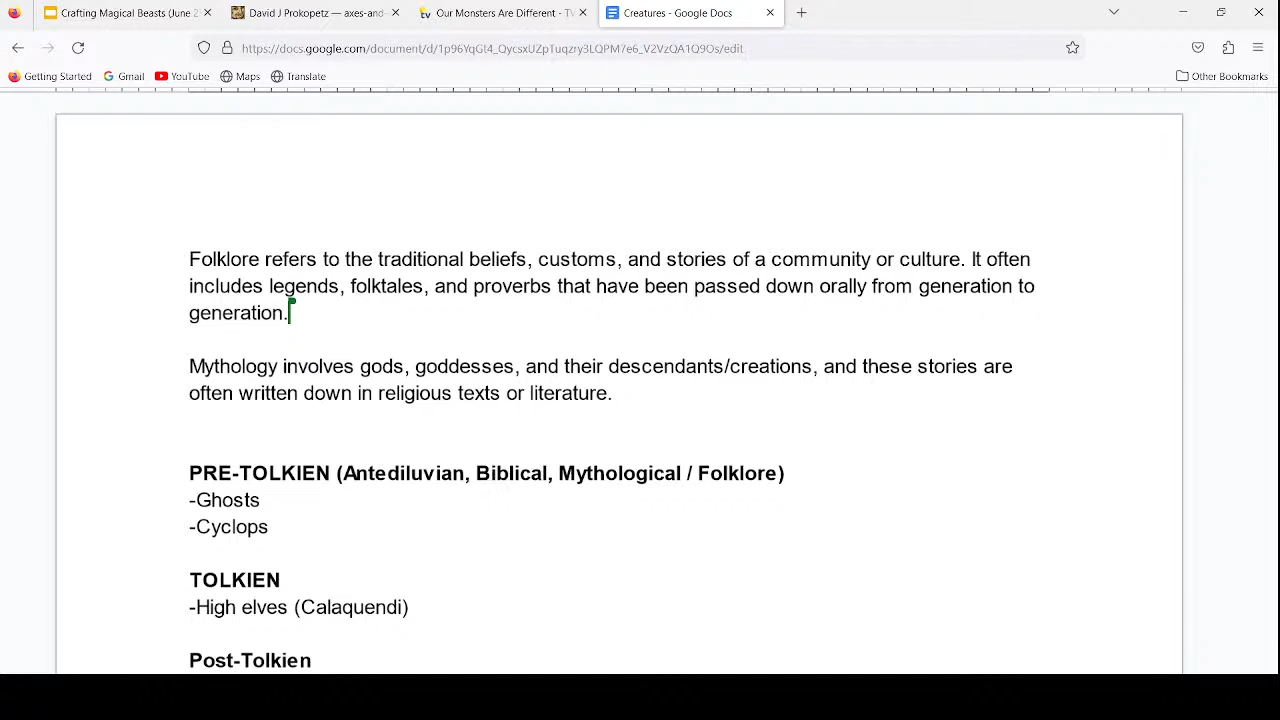 Crafting Magical Beasts (June 2
David J Prokopetz — axes-and-
Our Monsters Are Different - TV
Creatures - Google Docs
https://docs.google.com/document/d/1p96YqCt4_QycsxUZpTuqzry3LQPM7e6_V2VzQA1Q9Os/edit
Getting Started
Gmail
YouTube
Maps
Translate
Other Bookmarks
Folklore refers to the traditional beliefs, customs, and stories of a community or culture. It often
includes legends, folktales, and proverbs that have been passed down orally from generation to
generation.
Mythology involves gods, goddesses, and their descendants/creations, and these stories are
often written down in religious texts or literature.
PRE-TOLKIEN (Antediluvian, Biblical, Mythological / Folklore)
-Ghosts
-Cyclops
TOLKIEN
-High elves (Calaquendi)
Post-Tolkien